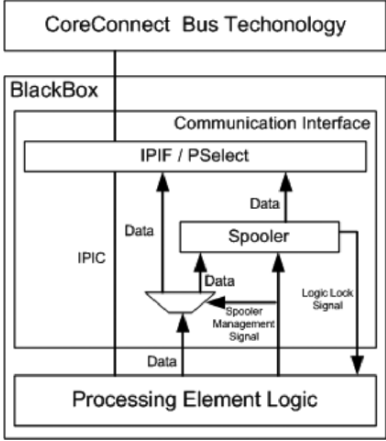 CoreConnect Bus Techonology
BlackBox
Communication Interface
IPIF / PSelect
Data
Data
Spooler
IPIC
Data
Logic Lock
Signal
Spooler
Management
Signal
Data
Processing Element Logic